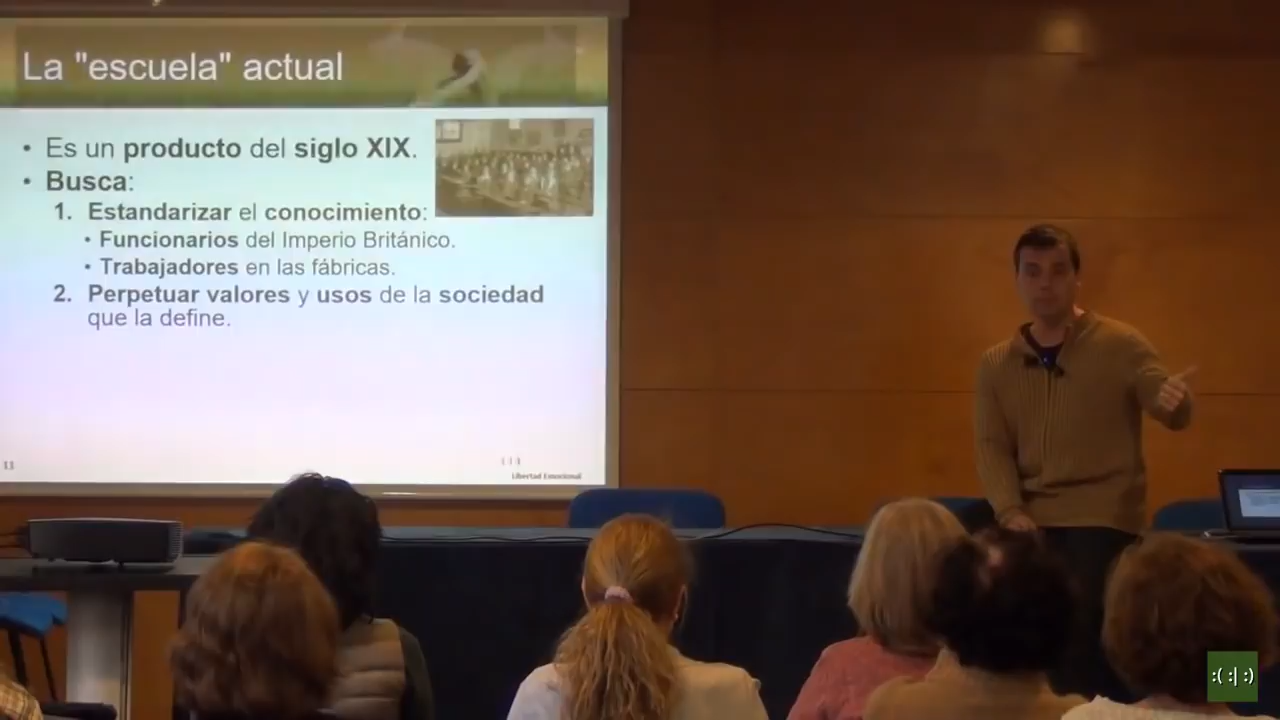 La "escuela" actual
• Es un producto del siglo XIX.
• Busca:
1. Estandarizar el conocimiento:
• Funcionarios del Imperio Británico.
• Trabajadores en las fábricas.
2. Perpetuar valores y usos de la sociedad
que la define.
13
Libertad Emocional
:( :| :)